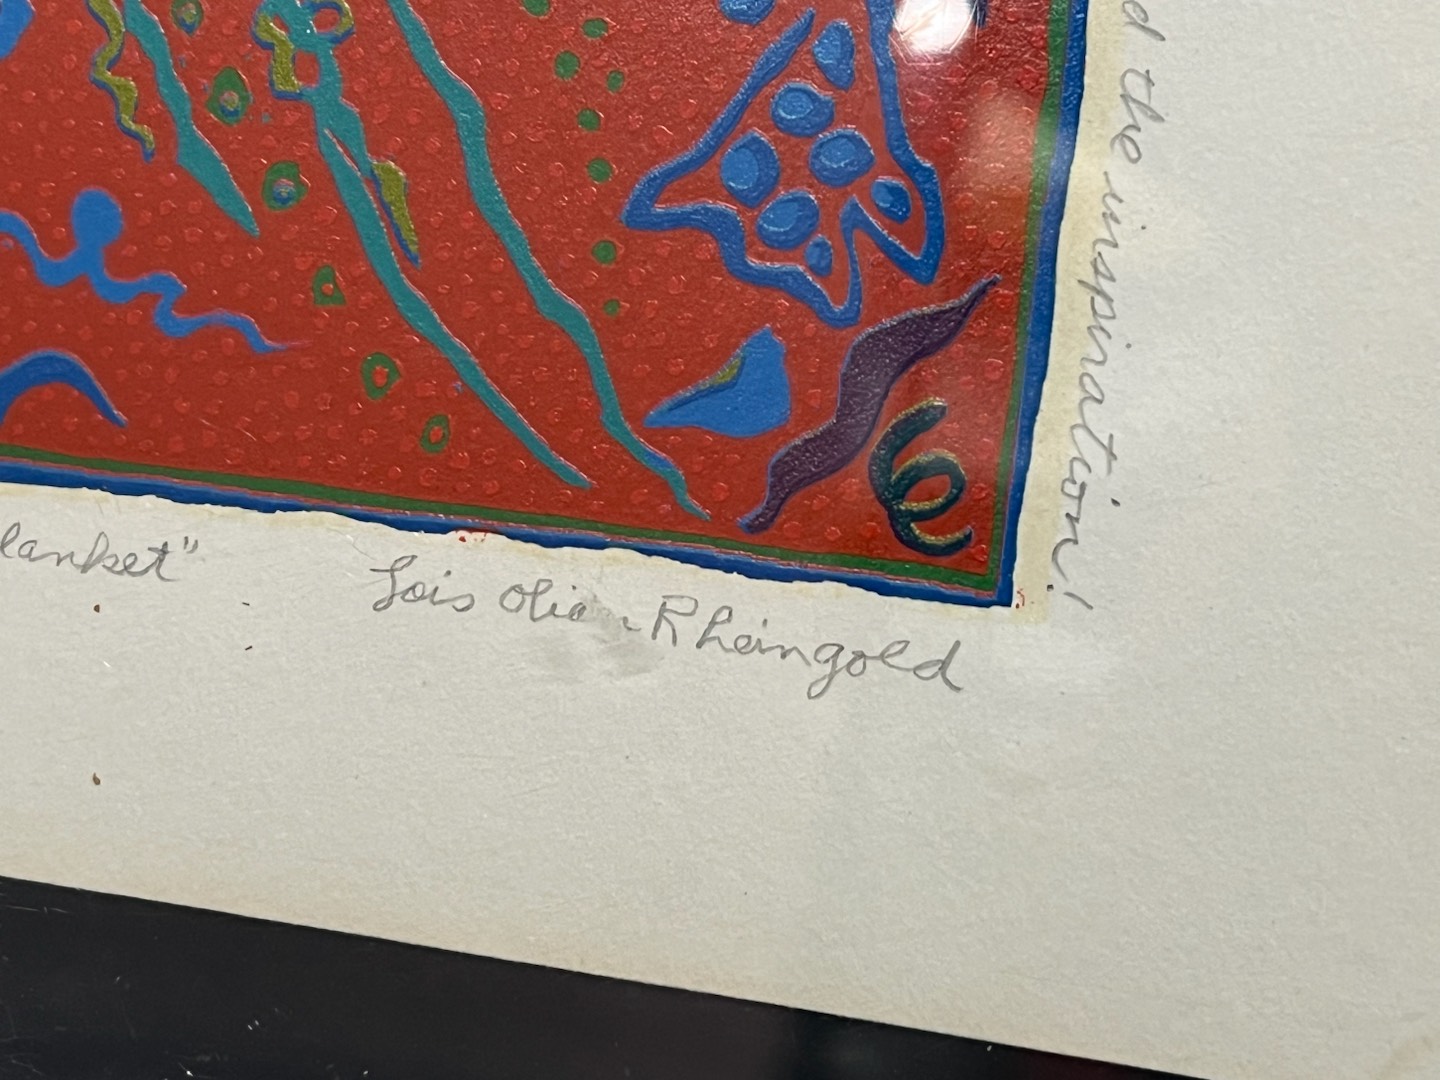 lanket"
Lois Olian-Rheingold
d the inspiration!